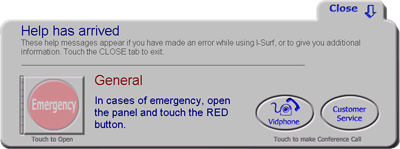 Close
Help has arrived
These help messages appear if you have made an error while using I-Surf, or to give you additional
information. Touch the CLOSE tab to exit.
General
Emergency
In cases of emergency, open
the panel and touch the RED
button.
Vidphone
Customer
Service
Touch to Open
Touch to make Conference Call